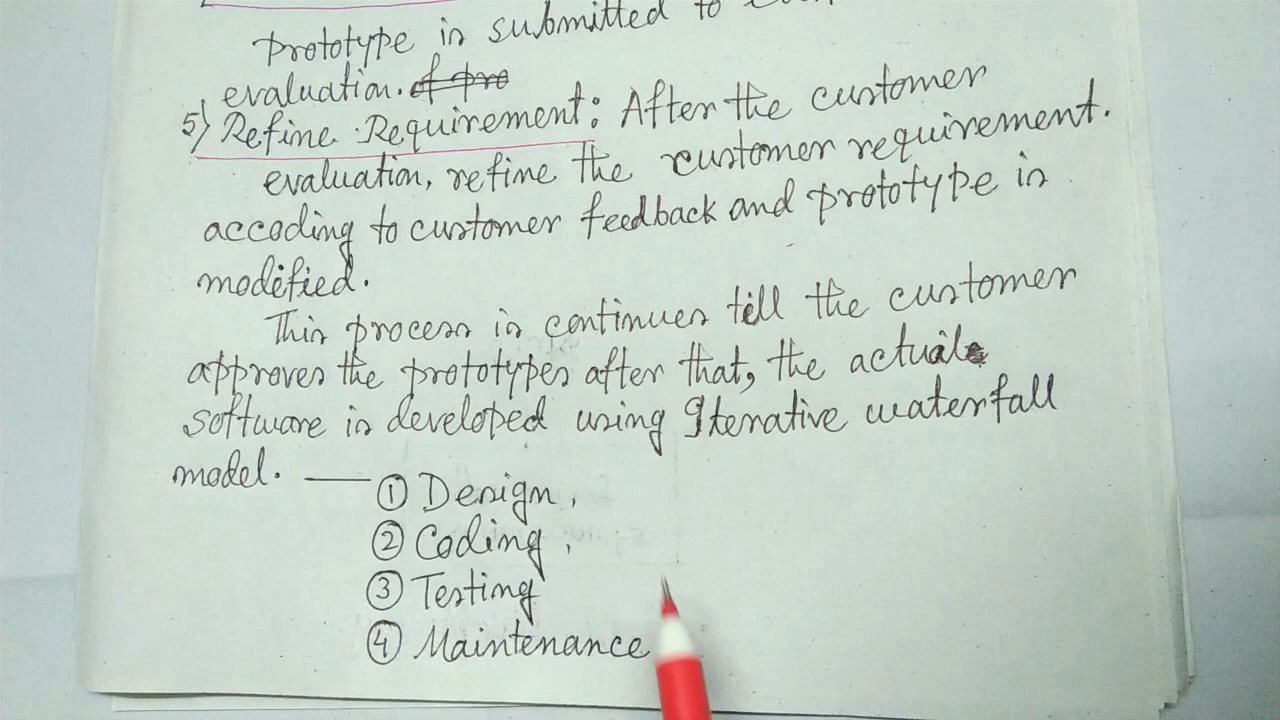 Prototype is submitted to
evaluation. of pro
5) Refine Requirement: After the customer
evaluation, refine the customer requirement.
accoding to customer feedback and prototype is
modified.
This process is continues till the customer
approves the prototypes after that, the actual
software is developed using Iterative waterfall
model. — ① Design,
② Coding,
③ Testing
④ Maintenance